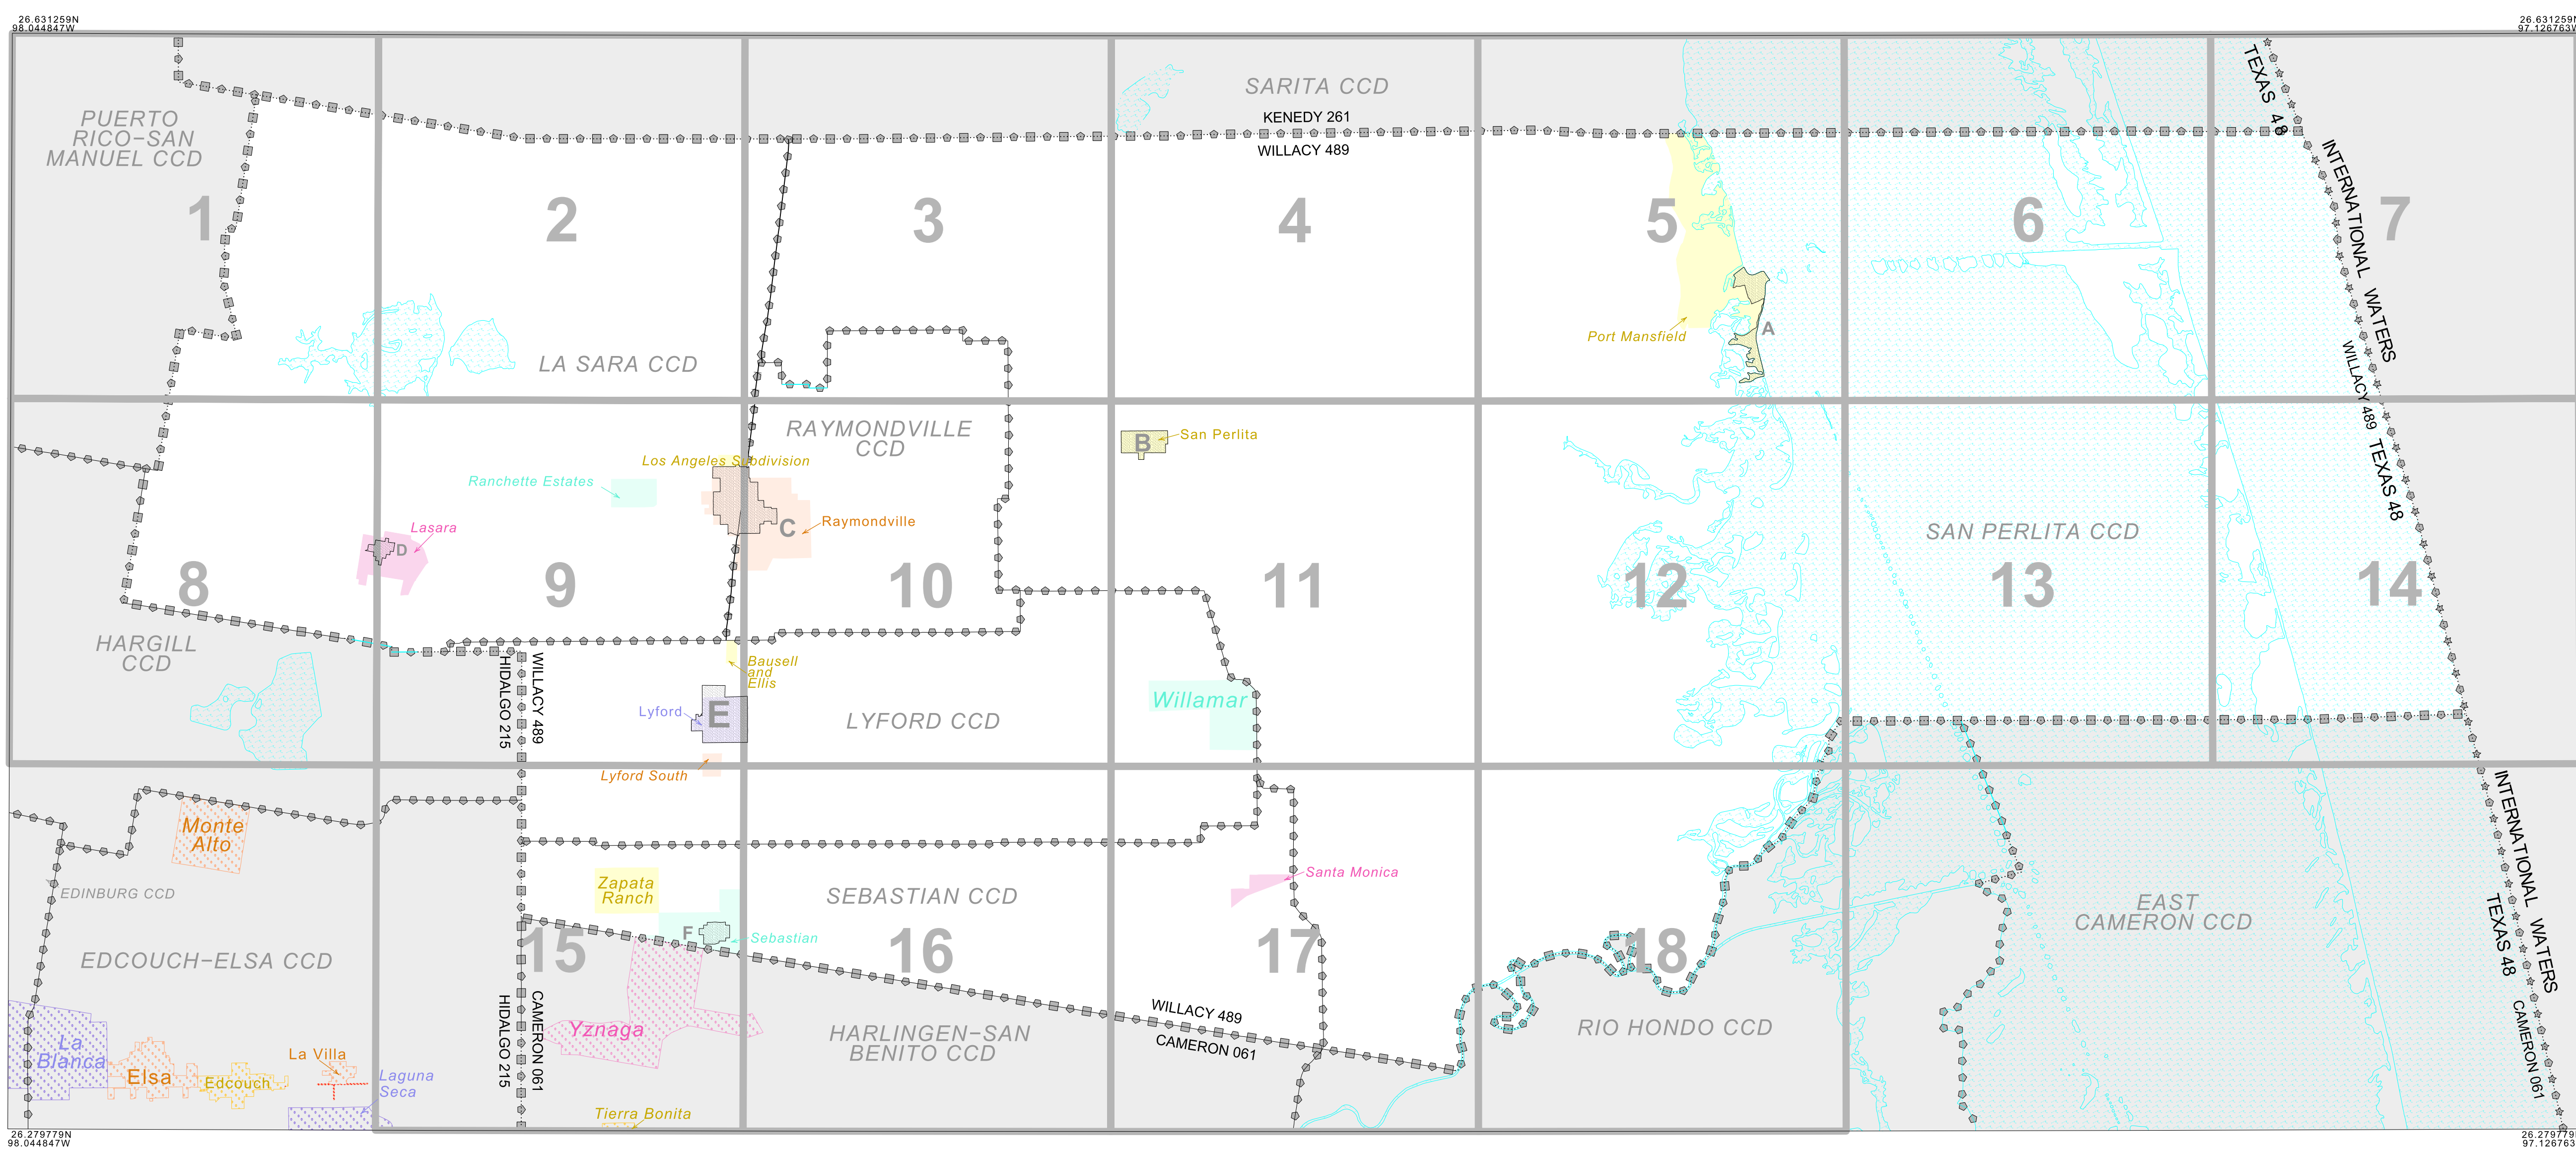 26.631259N
98.044847W
26.631259N
97.126763W
SARITA CCD
KENEDY 261
WILLACY 489
TEXAS 48
PUERTO
RICO-SAN
MANUEL CCD
1
2
3
4
5
6
7
INTERNATIONAL WATERS
WILLACY 489
TEXAS 48
Port Mansfield
A
LA SARA CCD
RAYMONDVILLE
CCD
B
San Perlita
Los Angeles Subdivision
Ranchette Estates
C
Raymondville
Lasara
D
SAN PERLITA CCD
8
9
10
11
12
13
14
HARGILL
CCD
HIDALGO 215
WILLACY 489
Bausell
and
Ellis
Lyford
E
LYFORD CCD
Willamar
Lyford South
INTERNATIONAL WATERS
TEXAS 48
CAMERON 061
Monte
Alto
EDINBURG CCD
Zapata
Ranch
SEBASTIAN CCD
Santa Monica
EAST
CAMERON CCD
F
Sebastian
EDCOUCH-ELSA CCD
15
16
17
18
HIDALGO 215
CAMERON 061
WILLACY 489
CAMERON 061
Yznaga
HARLINGEN-SAN
BENITO CCD
RIO HONDO CCD
La
Blanca
Elsa
Edcouch
La Villa
Laguna
Seca
Tierra Bonita
26.279779N
98.044847W
26.279779N
97.126763W